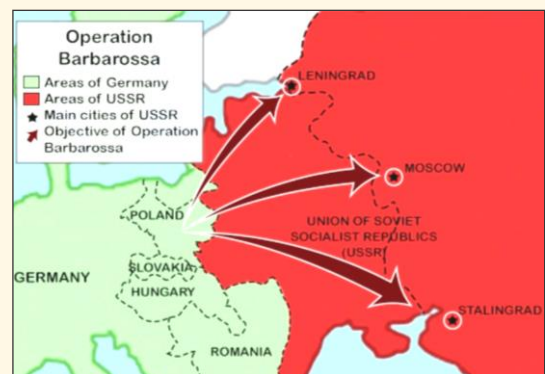 Operation
Barbarossa
Areas of Germany
Areas of USSR
Main cities of USSR
Objective of Operation
Barbarossa
LENINGRAD
MOSCOW
POLAND
UNION OF SOVIET
SOCIALIST REPUBLICS
(USSR)
SLOVAKIA
GERMANY
HUNGARY
STALINGRAD
ROMANIA